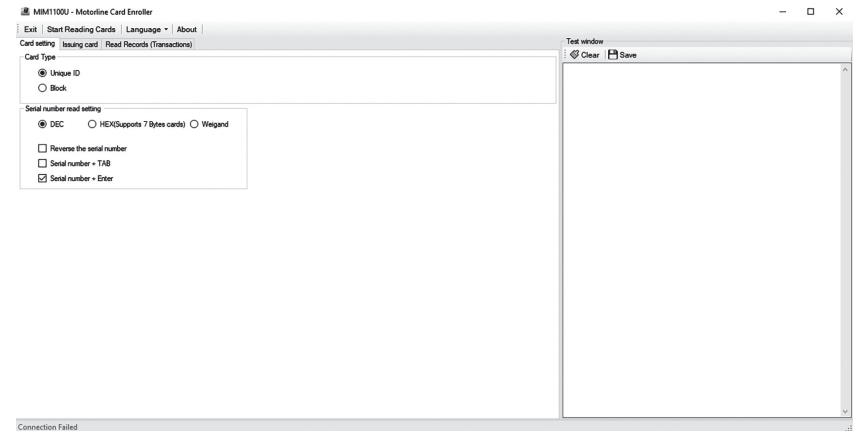 MIM1100U - Motorline Card Enroller
Exit Start Reading Cards Language About
Card setting Issuing card Read Records (Transactions)
Card Type
Unique ID
Block
Serial number read setting
DEC HEX(Supports 7 Bytes cards) Weigand
Reverse the serial number
Serial number + TAB
Serial number + Enter
Test window
Clear Save
Connection Failed